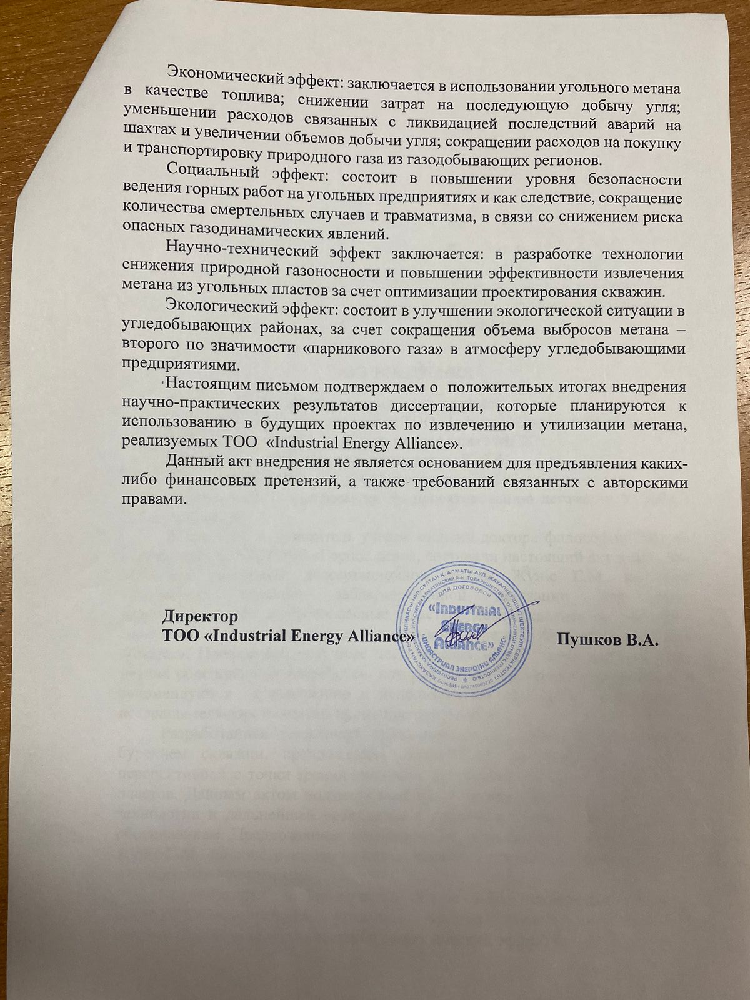 Экономический эффект: заключается в использовании угольного метана
в качестве топлива; снижении затрат на последующую добычу угля;
уменьшении расходов связанных с ликвидацией последствий аварий на
шахтах и увеличении объемов добычи угля; сокращении расходов на покупку
и транспортировку природного газа из газодобывающих регионов.
Социальный эффект: состоит в повышении уровня безопасности
ведения горных работ на угольных предприятиях и как следствие, сокращение
количества смертельных случаев и травматизма, в связи со снижением риска
опасных газодинамических явлений.
Научно-технический эффект заключается: в разработке технологии
снижения природной газоносности и повышении эффективности извлечения
метана из угольных пластов за счет оптимизации проектирования скважин.
Экологический эффект: состоит в улучшении экологической ситуации в
угледобывающих районах, за счет сокращения объема выбросов метана –
второго по значимости «парникового газа» в атмосферу угледобывающими
предприятиями.
Настоящим письмом подтверждаем о положительых итогах внедрения
научно-практических результатов диссертации, которые планируются к
использованию в будущих проектах по извлечению и утилизации метана,
реализуемых ТОО «Industrial Energy Alliance».
Данный акт внедрения не является основанием для предъявления каких-
либо финансовых претензий, а также требований связанных с авторскими
правами.
Директор
ТОО «Industrial Energy Alliance»
Пушков В.А.
для договоров
«Industrial
Energy
Alliance»
«ИНДАСТРИАЛ ЭНЕРДЖИ АЛЬЯНС»